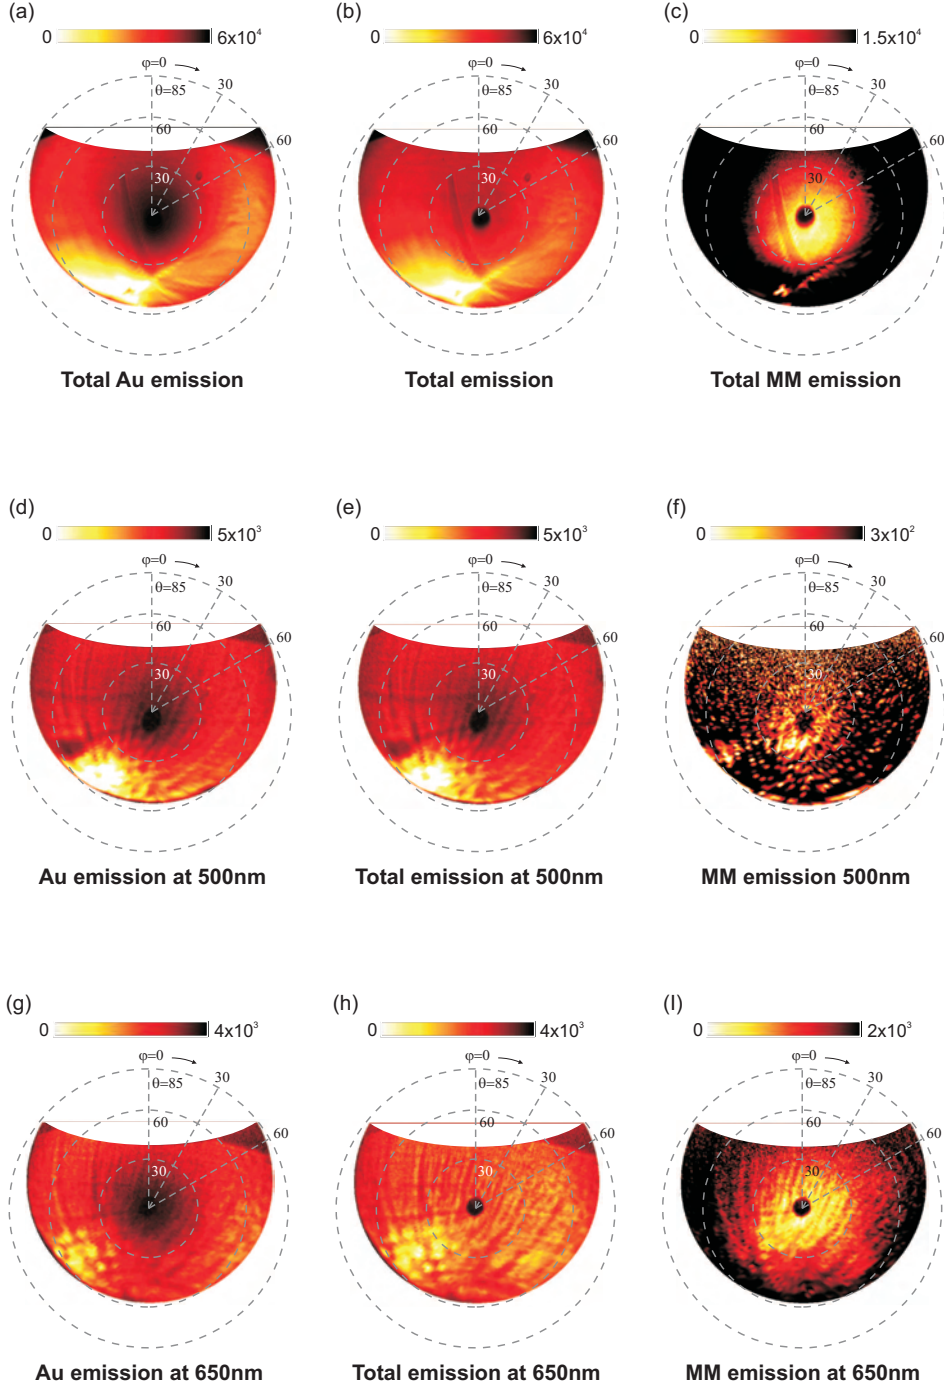 (a) (b) (c)
0 6x10⁴ 0 6x10⁴ 0 1.5x10⁴
φ=0 φ=0 φ=0
30 30 30
θ=85 θ=85 θ=85
60 60 60
60 60 60
30 30 30
Total Au emission Total emission Total MM emission
(d) (e) (f)
0 5x10³ 0 5x10³ 0 3x10²
φ=0 φ=0 φ=0
30 30 30
θ=85 θ=85 θ=85
60 60 60
60 60 60
30 30 30
Au emission at 500nm Total emission at 500nm MM emission 500nm
(g) (h) (I)
0 4x10³ 0 4x10³ 0 2x10³
φ=0 φ=0 φ=0
30 30 30
θ=85 θ=85 θ=85
60 60 60
60 60 60
30 30 30
Au emission at 650nm Total emission at 650nm MM emission at 650nm